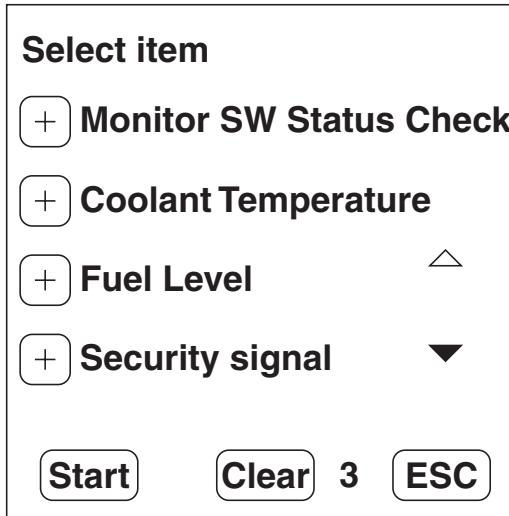 Select item
+ Monitor SW Status Check
+ Coolant Temperature
+ Fuel Level
+ Security signal
Start Clear 3 ESC